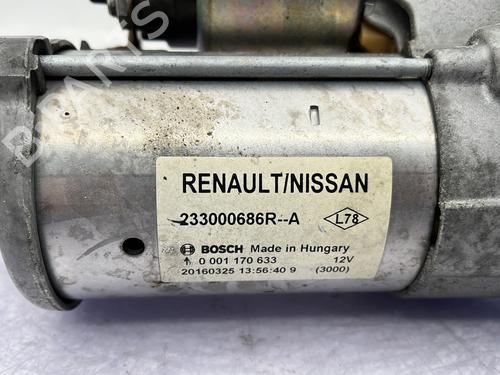 B-PARTS
RENAULT/NISSAN
233000686R--A L78
BOSCH Made in Hungary
0 001 170 633 12V
20160325 13:56:40 9 (3000)